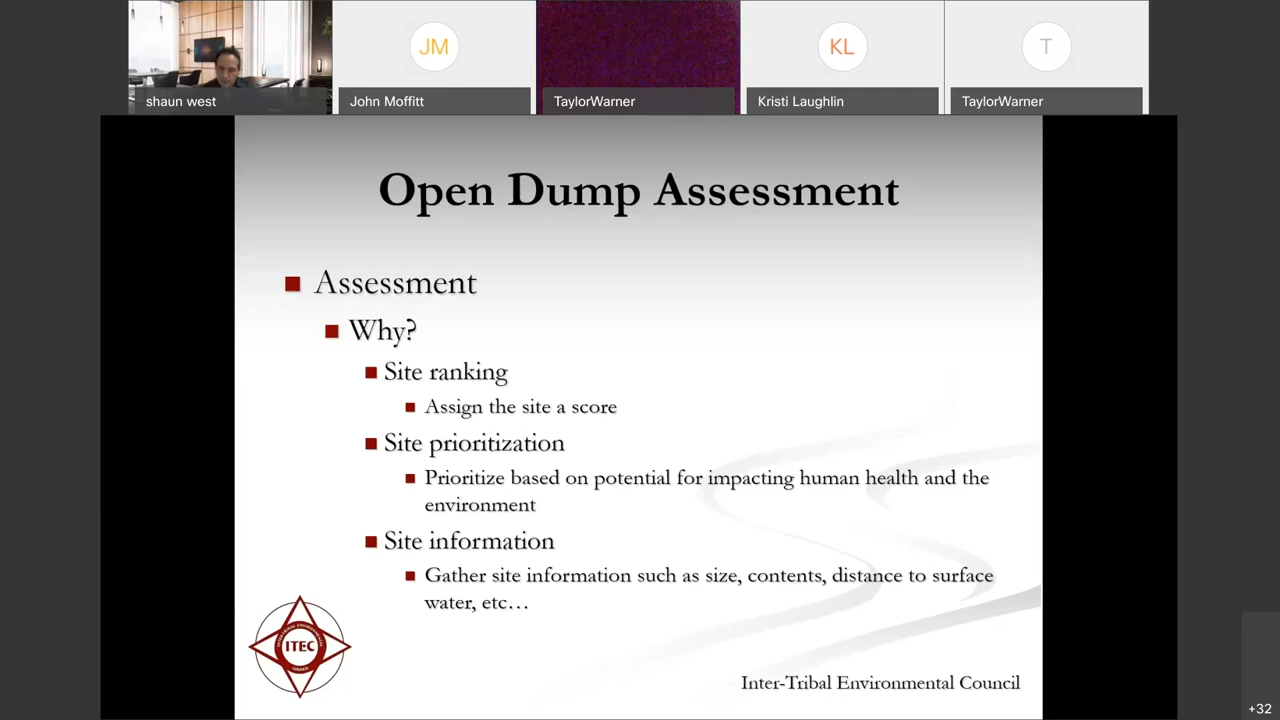 JM
KL
T
shaun west
John Moffitt
TaylorWarner
Kristi Laughlin
TaylorWarner
Open Dump Assessment
Assessment
Why?
Site ranking
Assign the site a score
Site prioritization
Prioritize based on potential for impacting human health and the
environment
Site information
Gather site information such as size, contents, distance to surface
water, etc…
ITEC
Inter-Tribal Environmental Council
+32